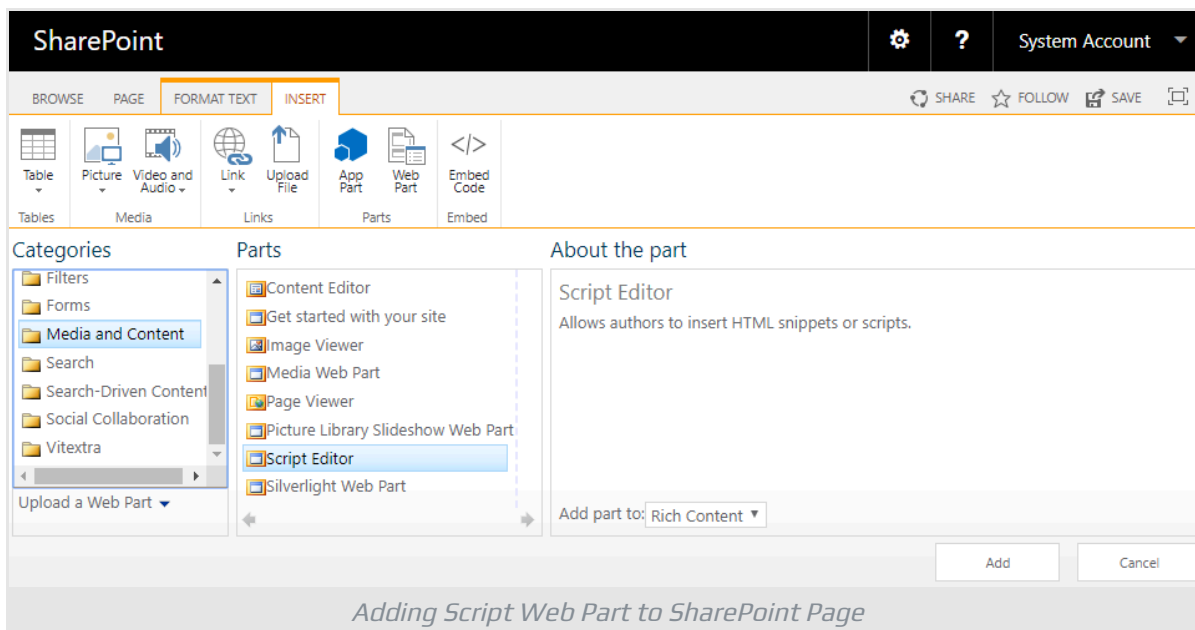 SharePoint
? System Account
BROWSE PAGE FORMAT TEXT INSERT SHARE FOLLOW SAVE
Table Picture Video and Audio Link Upload File App Part Web Part </> Embed Code
Tables Media Links Parts Embed
Categories Parts About the part
Filters
Forms
Media and Content
Search
Search-Driven Content
Social Collaboration
Vitextra
Upload a Web Part
Content Editor
Get started with your site
Image Viewer
Media Web Part
Page Viewer
Picture Library Slideshow Web Part
Script Editor
Silverlight Web Part
Script Editor
Allows authors to insert HTML snippets or scripts.
Add part to: Rich Content
Add Cancel
Adding Script Web Part to SharePoint Page